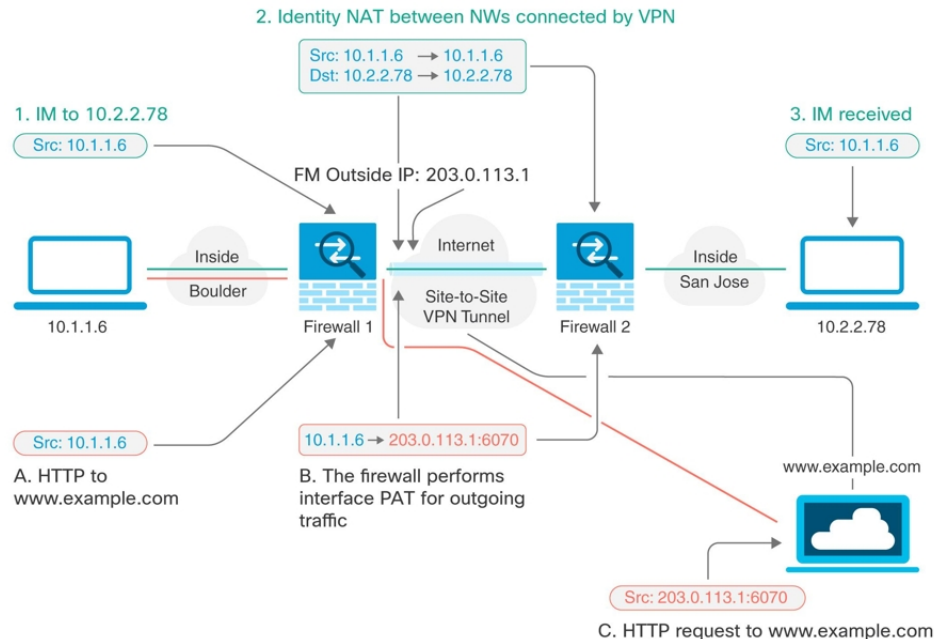 2. Identity NAT between NWs connected by VPN
Src: 10.1.1.6 → 10.1.1.6
Dst: 10.2.2.78 → 10.2.2.78
1. IM to 10.2.2.78
Src: 10.1.1.6
3. IM received
Src: 10.1.1.6
FM Outside IP: 203.0.113.1
Inside
Boulder
Internet
Site-to-Site
VPN Tunnel
Inside
San Jose
10.1.1.6
Firewall 1
Firewall 2
10.2.2.78
Src: 10.1.1.6
A. HTTP to
www.example.com
10.1.1.6 → 203.0.113.1:6070
B. The firewall performs
interface PAT for outgoing
traffic
www.example.com
Src: 203.0.113.1:6070
C. HTTP request to www.example.com